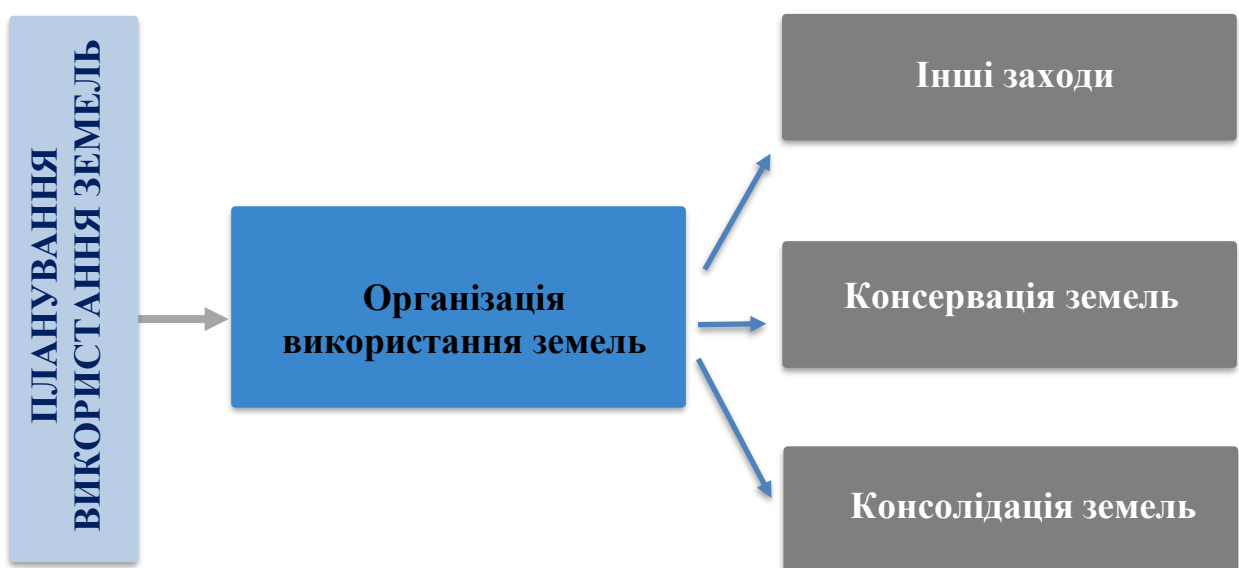 ПЛАНУВАННЯ
ВИКОРИСТАННЯ ЗЕМЕЛЬ
Організація
використання земель
Інші заходи
Консервація земель
Консолідація земель